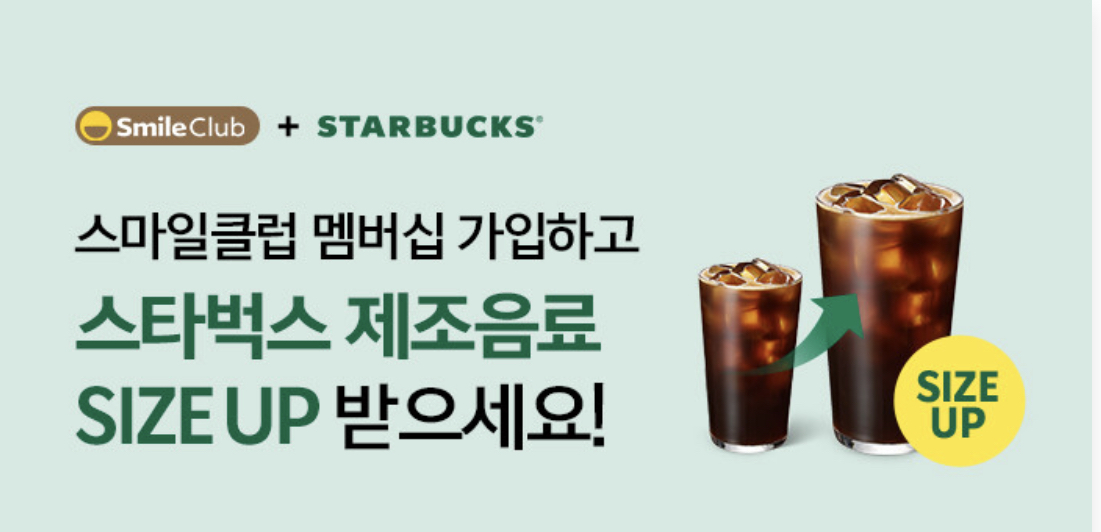 SmileClub + STARBUCKS®
스마일클럽 멤버십 가입하고
스타벅스 제조음료
SIZE UP 받으세요!
SIZE
UP